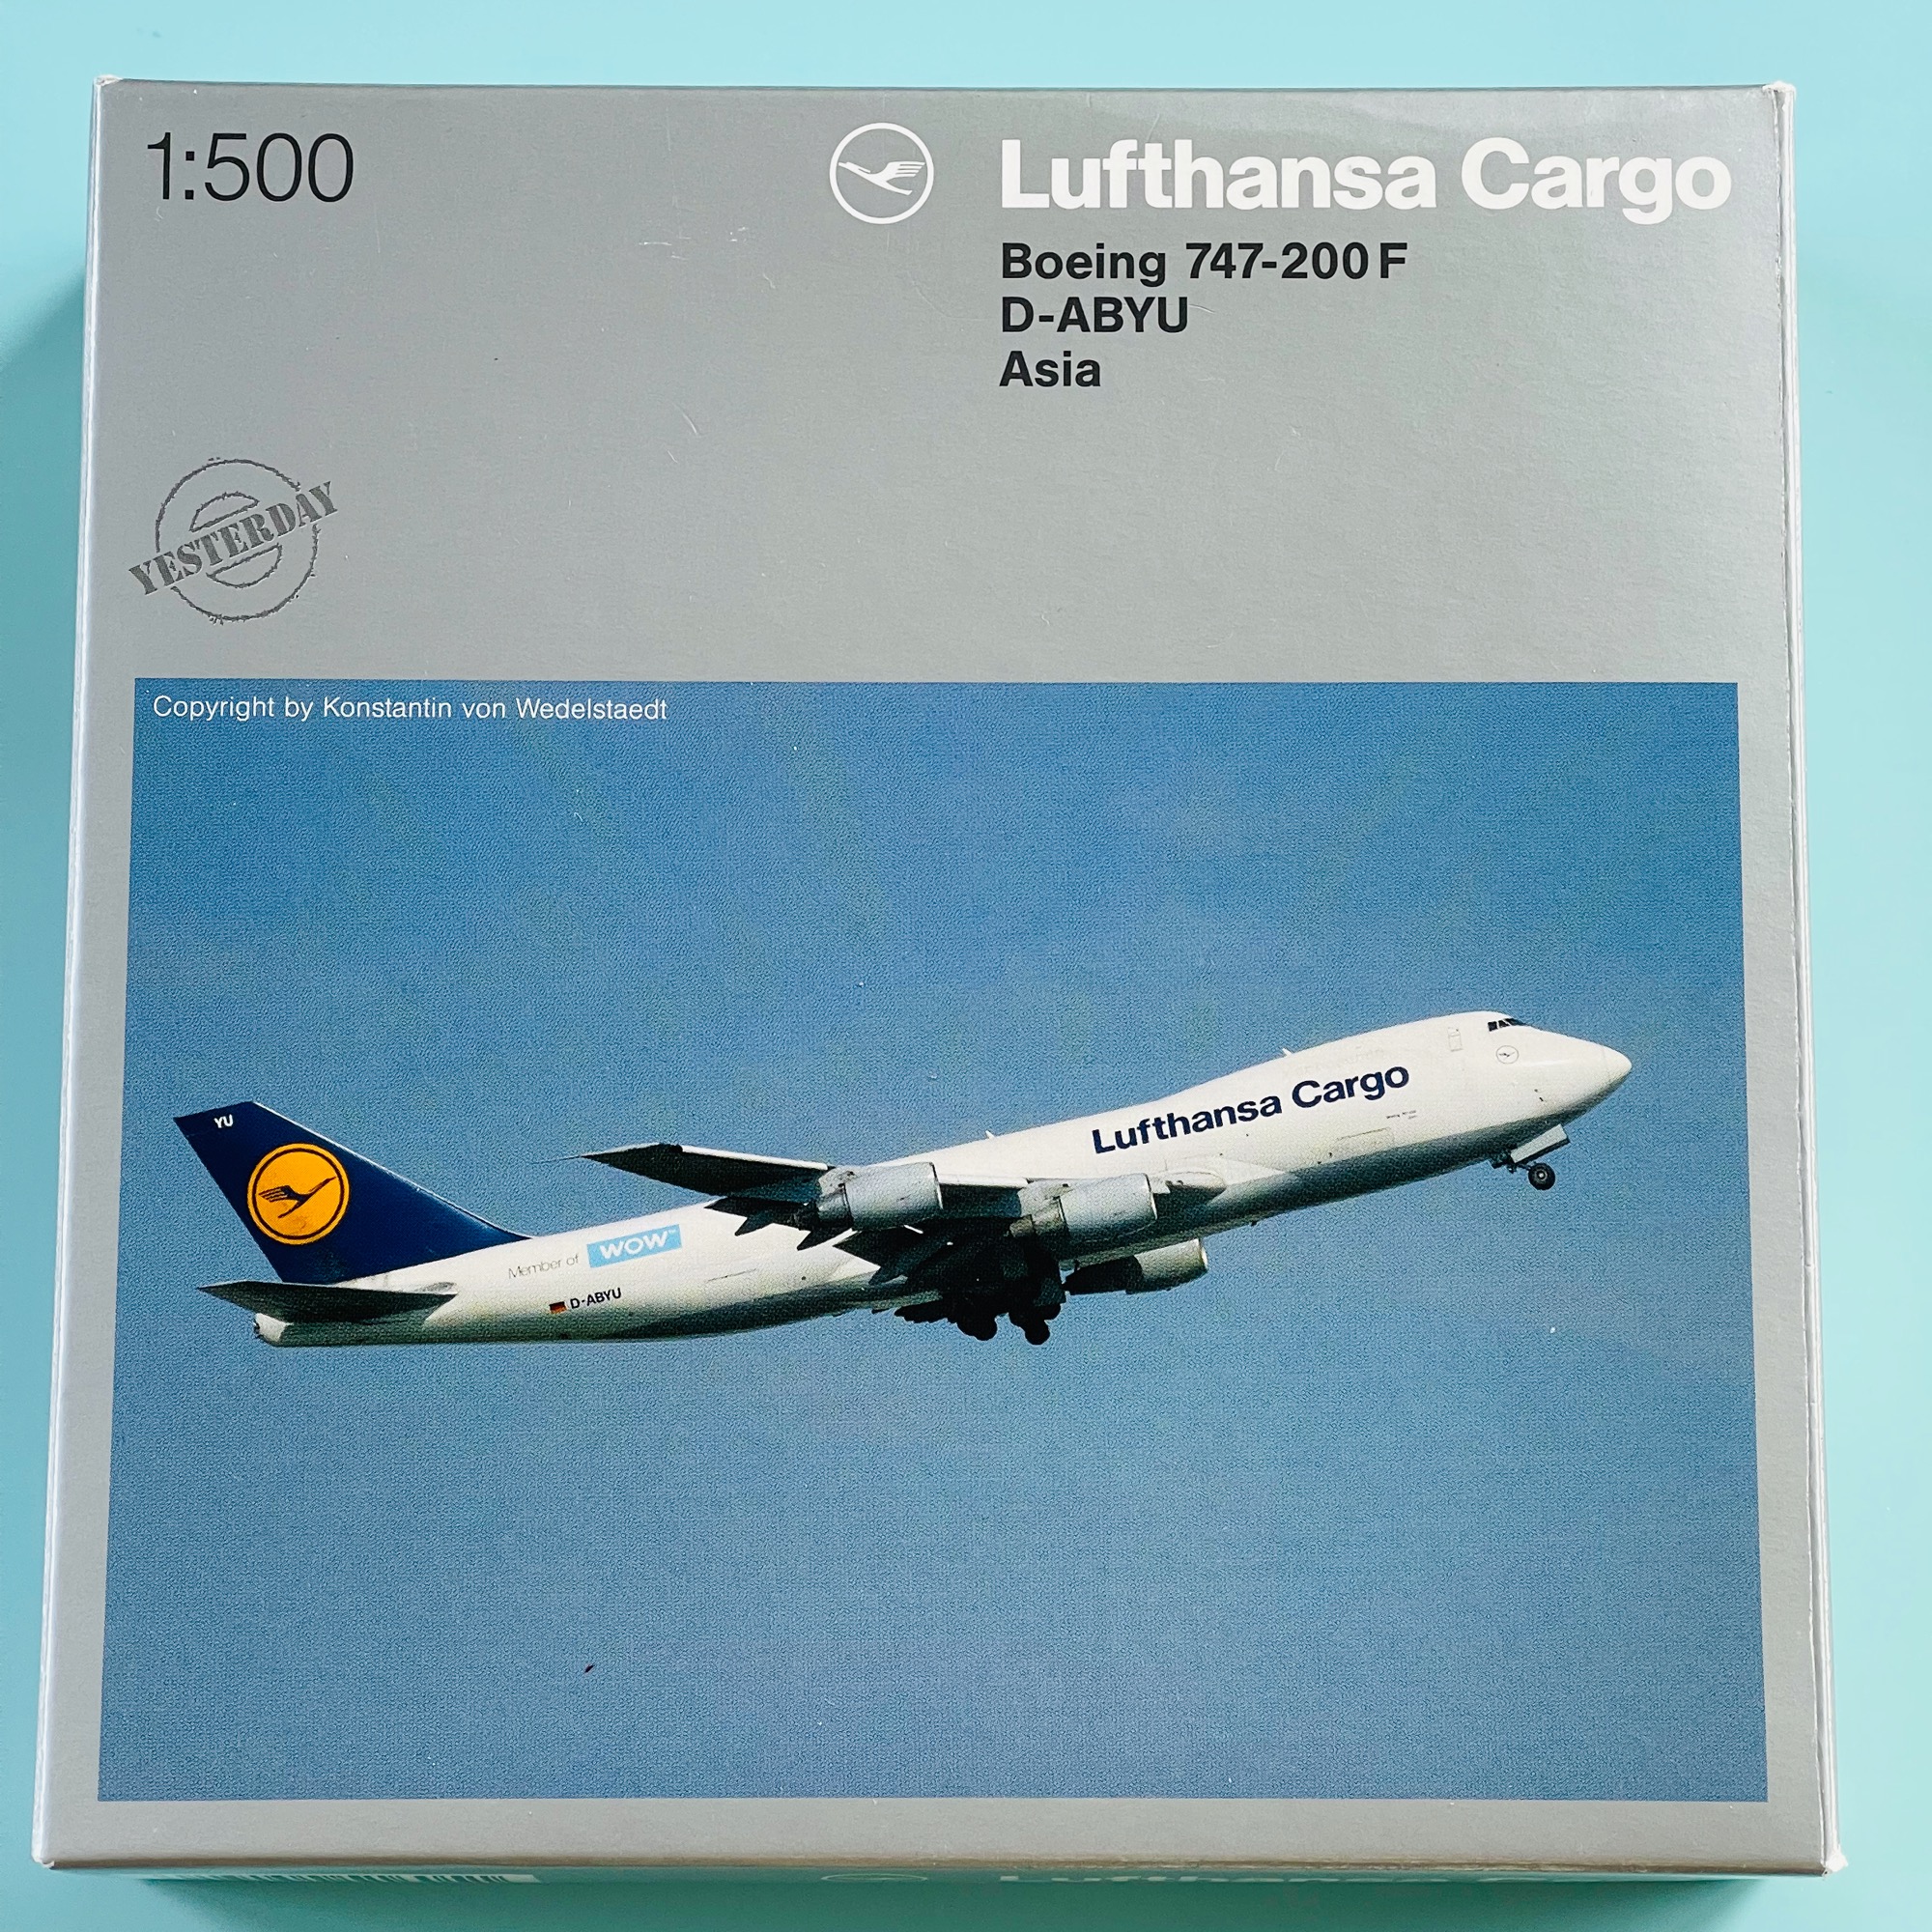 1:500
Lufthansa Cargo
Boeing 747-200 F
D-ABYU
Asia
YESTERDAY
Copyright by Konstantin von Wedelstaedt
Lufthansa Cargo
YU
Member of WOW
D-ABYU